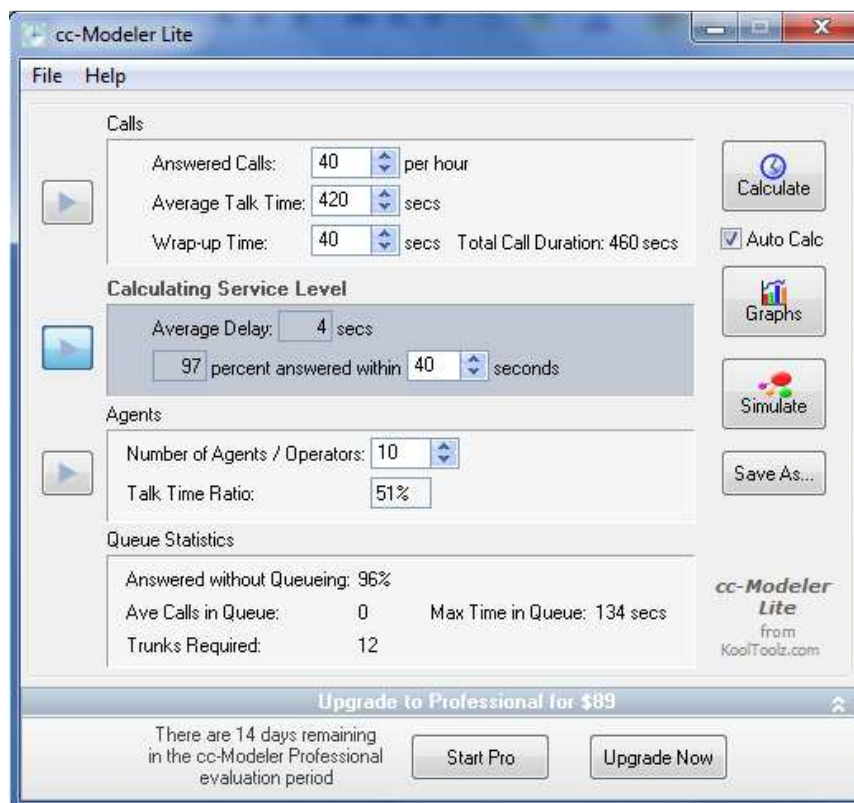 cc-Modeler Lite
File Help
Calls
Answered Calls: 40 per hour
Average Talk Time: 420 secs
Wrap-up Time: 40 secs Total Call Duration: 460 secs
Calculate
Auto Calc
Calculating Service Level
Average Delay: 4 secs
97 percent answered within 40 seconds
Graphs
Simulate
Agents
Number of Agents / Operators: 10
Talk Time Ratio: 51%
Save As...
Queue Statistics
Answered without Queueing: 96%
Ave Calls in Queue: 0 Max Time in Queue: 134 secs
Trunks Required: 12
cc-Modeler
Lite
from
KoolToolz.com
Upgrade to Professional for $89
There are 14 days remaining
in the cc-Modeler Professional
evaluation period
Start Pro
Upgrade Now